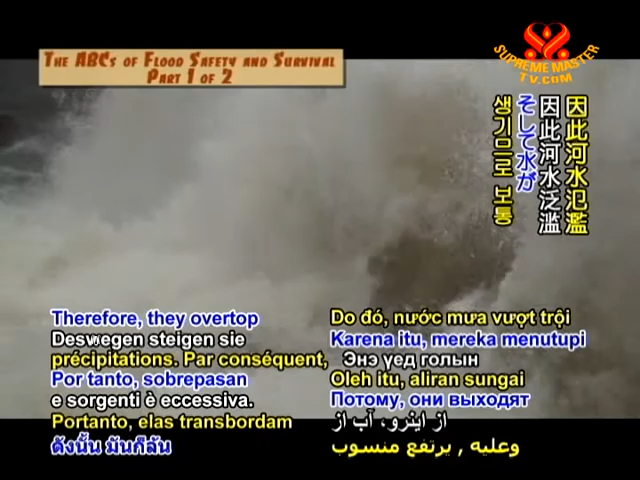 THE ABCS OF FLOOD SAFETY AND SURVIVAL
PART 1 OF 2
SUPREME MASTER
TV.COM
因此河水氾濫
因此河水泛滥
そして水が
생기므로 보통
Therefore, they overtop
Deswegen steigen sie
précipitations. Par conséquent,
Por tanto, sobrepasan
e sorgenti è eccessiva.
Portanto, elas transbordam
ดังนั้น มันก็ล้น
Do đó, nước mưa vượt trội
Karena itu, mereka menutupi
Энэ үед голын
Oleh itu, aliran sungai
Потому, они выходят
از اینرو، آب از
وعليه , يرتفع منسوب